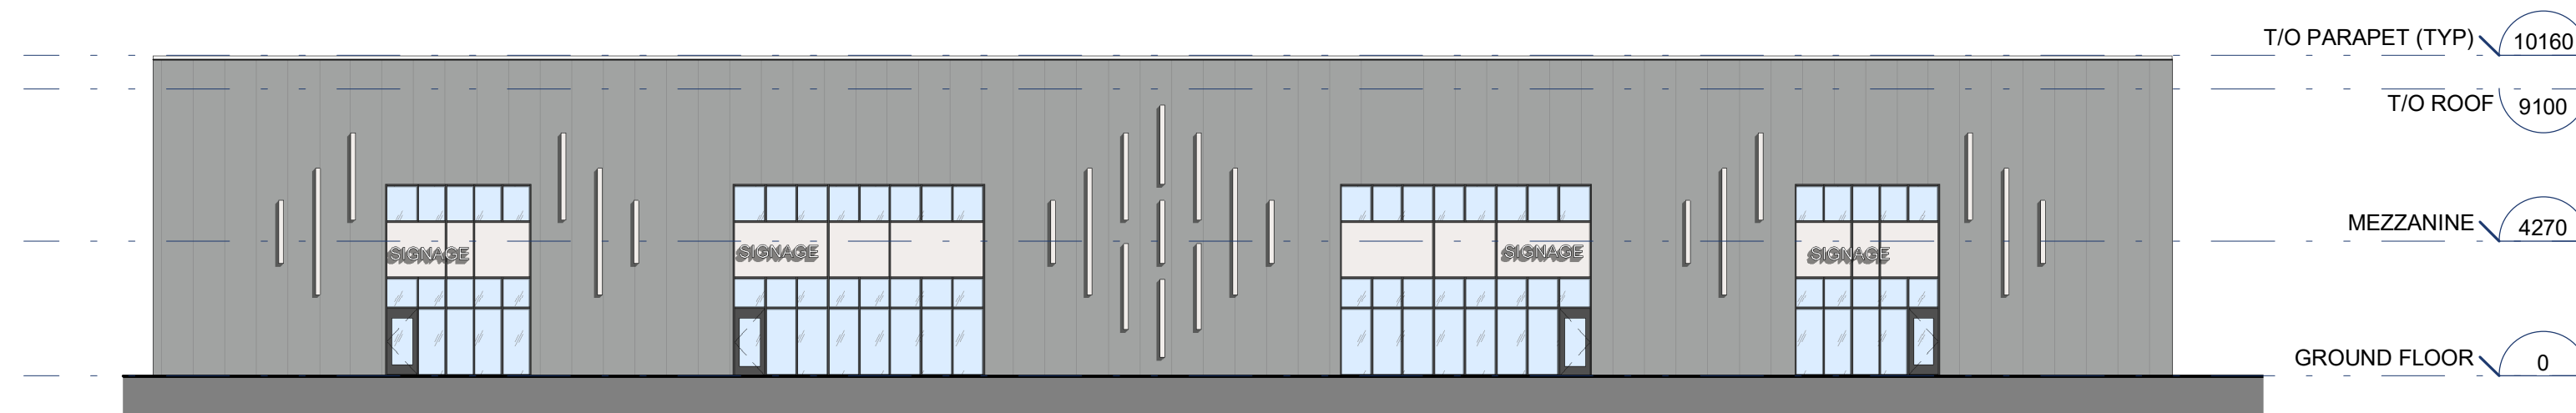 T/O PARAPET (TYP) 10160
T/O ROOF 9100
MEZZANINE 4270
SIGNAGE SIGNAGE SIGNAGE SIGNAGE
GROUND FLOOR 0